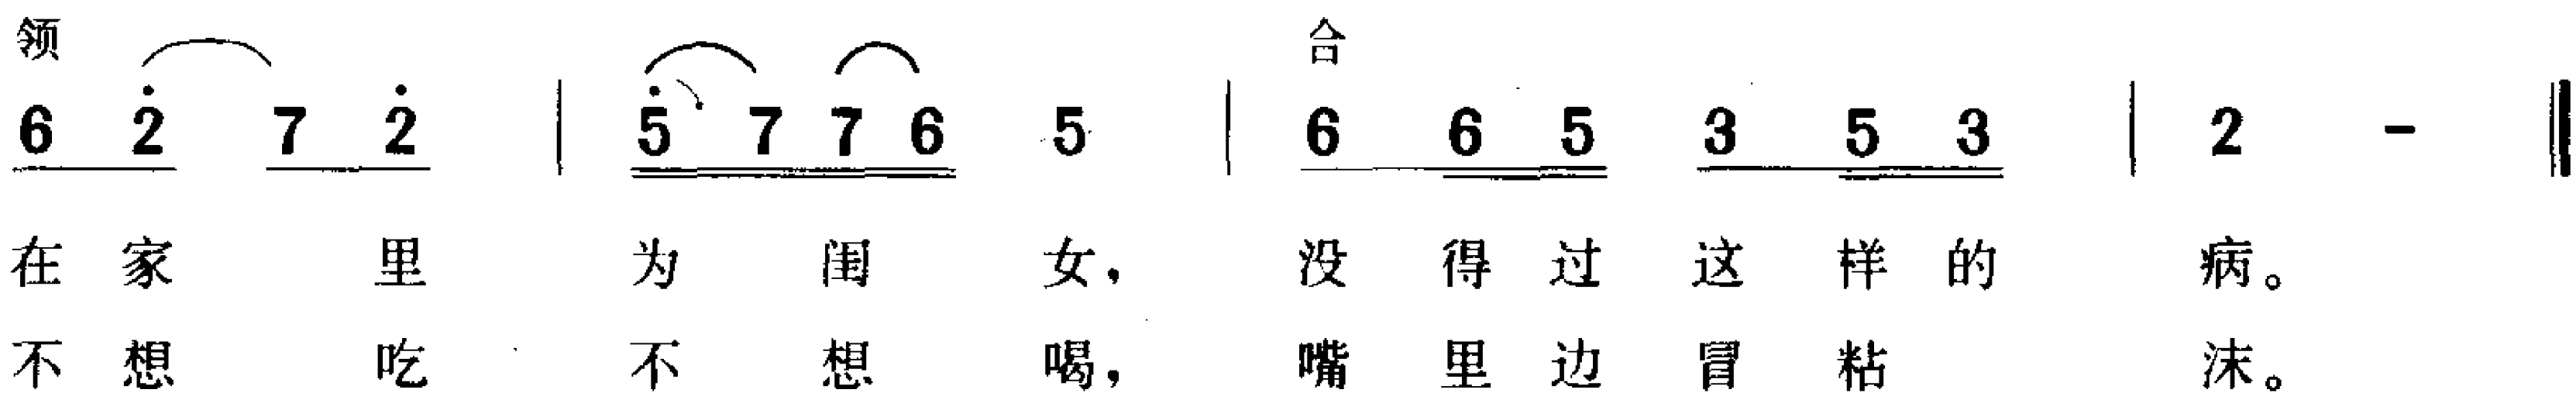 领 合
6 2̇ 7 2̇ | 5̇ 7 7 6 5 | 6 6 5 3 5 3 | 2 - ‖
在 家 里 为 闺 女， 没 得 过 这 样 的 病。
不 想 吃 不 想 喝， 嘴 里 边 冒 粘 沫。